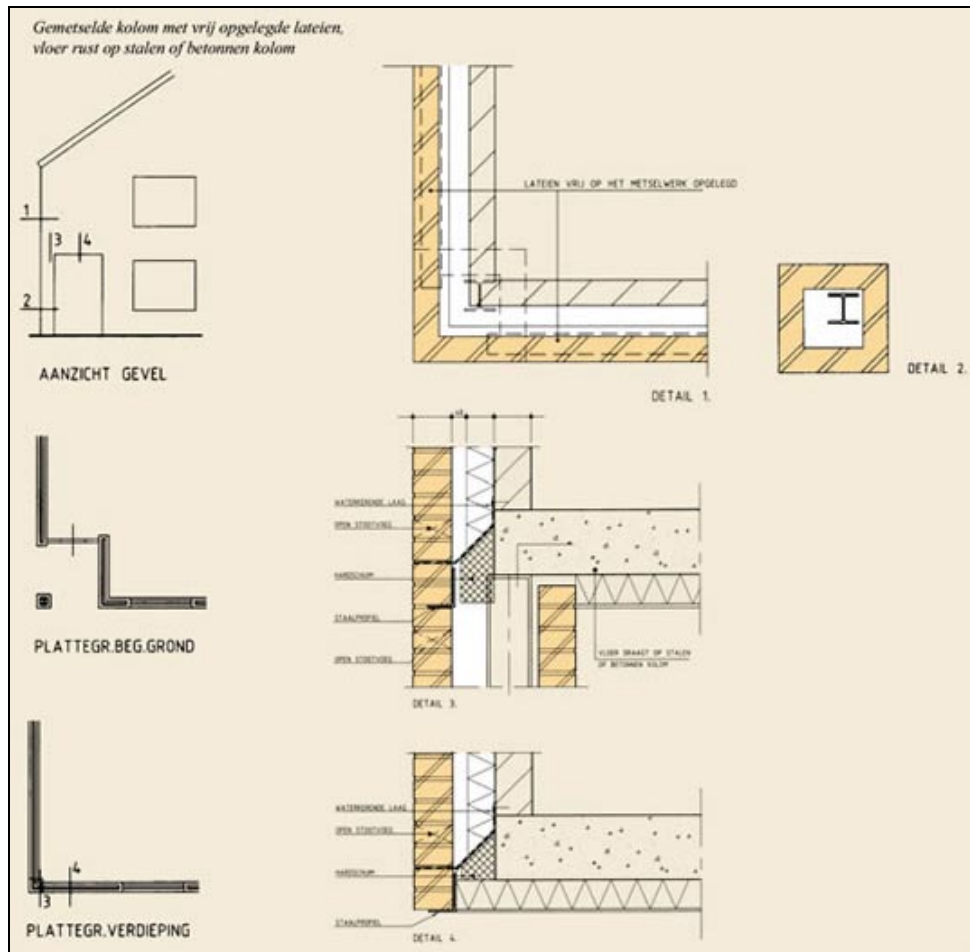 Gemetselde kolom met vrij opgelegde lateien,
vloer rust op stalen of betonnen kolom
1
3 4
2
AANZICHT GEVEL
LATEIEN VRIJ OP HET METSELWERK OPGELEGD
DETAIL 1.
DETAIL 2.
PLATTEGR.BEG.GROND
WATERKERENDE LAAG
OPEN STOOTVOEG
HARDSCHUIM
STAALPROFIEL
OPEN STOOTVOEG
VLOER DRAAGT OP STALEN
OF BETONNEN KOLOM
DETAIL 3.
4
3
PLATTEGR.VERDIEPING
WATERKERENDE LAAG
OPEN STOOTVOEG
HARDSCHUIM
STAALPROFIEL
DETAIL 4.